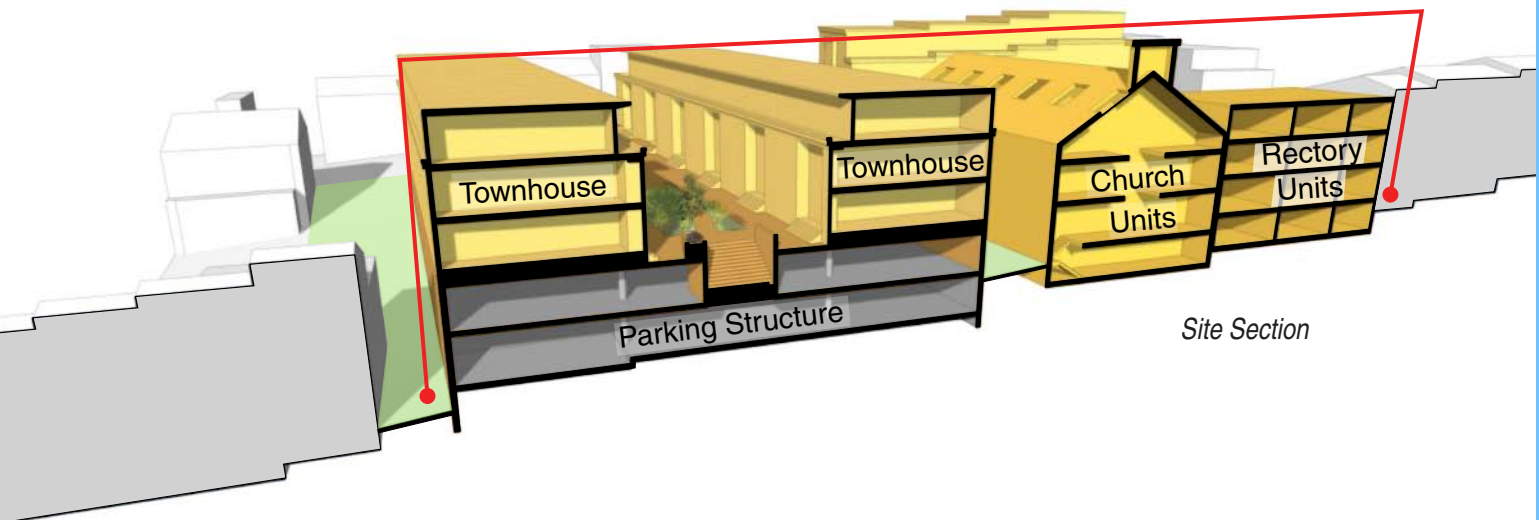 Townhouse
Townhouse
Church
Units
Rectory
Units
Parking Structure
Site Section